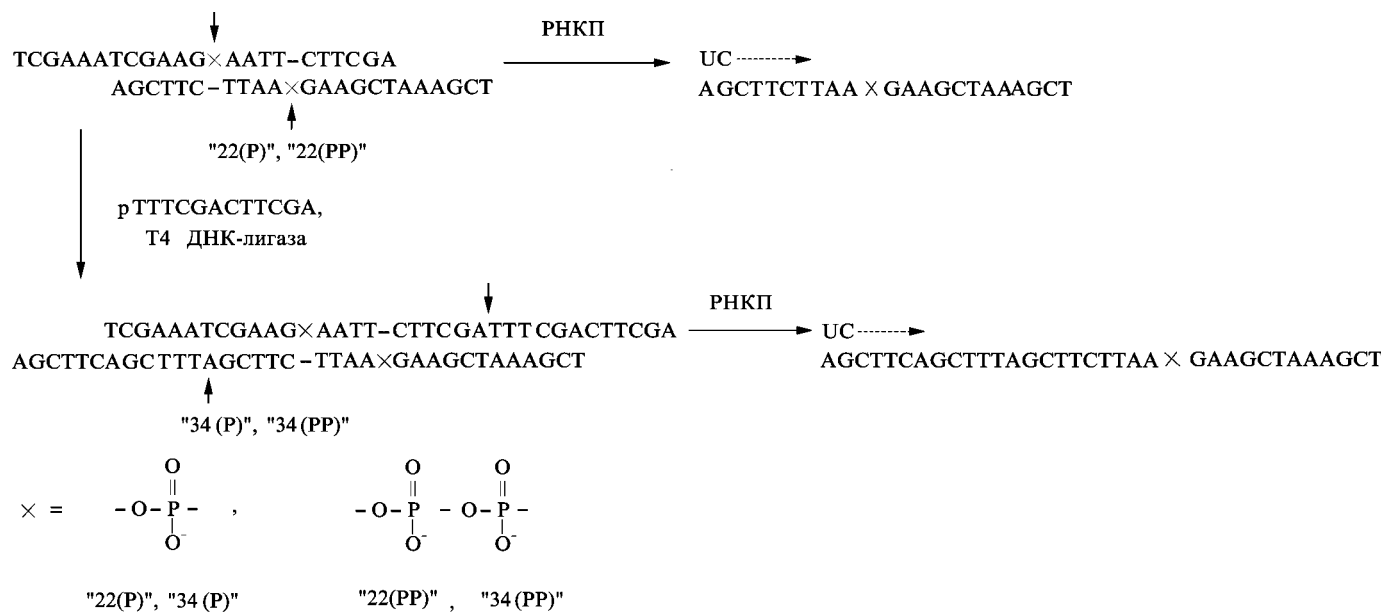 РНКП
TCGAAATCGAAG×AATT–CTTCGA
UC
AGCTTC–TTAA×GAAGCTAAAGCT
AGCTTCTTAA × GAAGCTAAAGCT
"22(P)", "22(PP)"
pTTTCGACTTCGA,
T4 ДНК-лигаза
РНКП
TCGAAATCGAAG×AATT–CTTCGATTTCGACTTCGA
UC
AGCTTCAGCTTTAGCTTC–TTAA×GAAGCTAAAGCT
AGCTTCAGCTTTAGCTTCTTAA × GAAGCTAAAGCT
"34 (P)", "34 (PP)"
O O O
× = –O–P– , –O–P – O–P–
O⁻ O⁻ O⁻
"22(P)", "34 (P)" "22(PP)" , "34 (PP)"